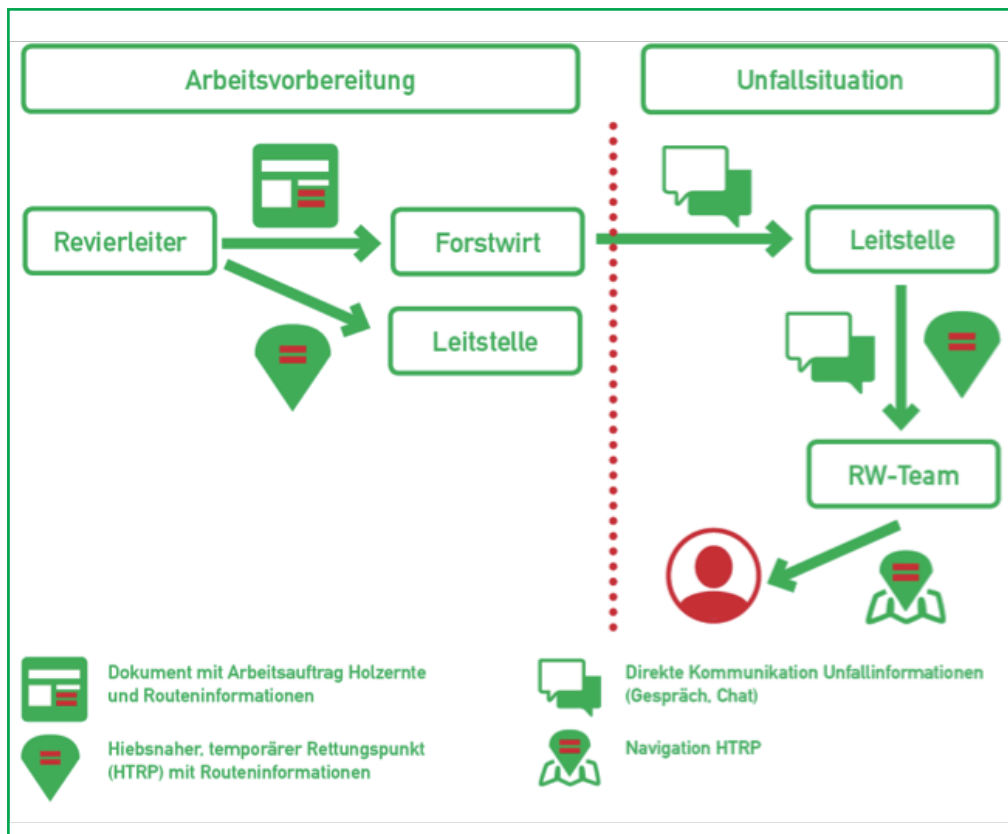 Arbeitsvorbereitung
Unfallsituation
Revierleiter
Forstwirt
Leitstelle
Leitstelle
RW-Team
Dokument mit Arbeitsauftrag Holzernte
und Routeninformationen
Hiebsnaher, temporärer Rettungspunkt
(HTRP) mit Routeninformationen
Direkte Kommunikation Unfallinformationen
(Gespräch, Chat)
Navigation HTRP